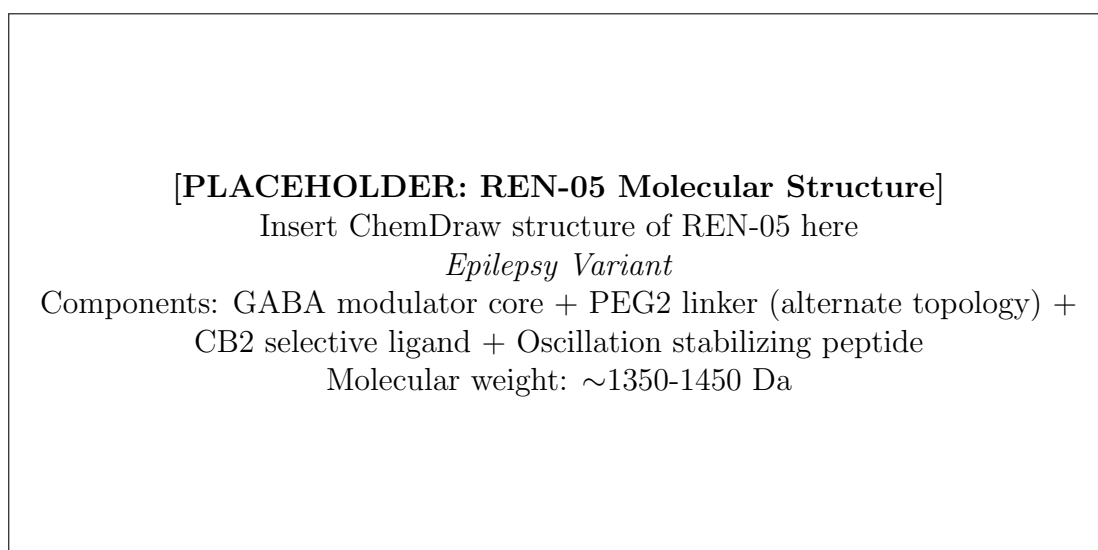 [PLACEHOLDER: REN-05 Molecular Structure]
Insert ChemDraw structure of REN-05 here
Epilepsy Variant
Components: GABA modulator core + PEG2 linker (alternate topology) +
CB2 selective ligand + Oscillation stabilizing peptide
Molecular weight: ∼1350-1450 Da